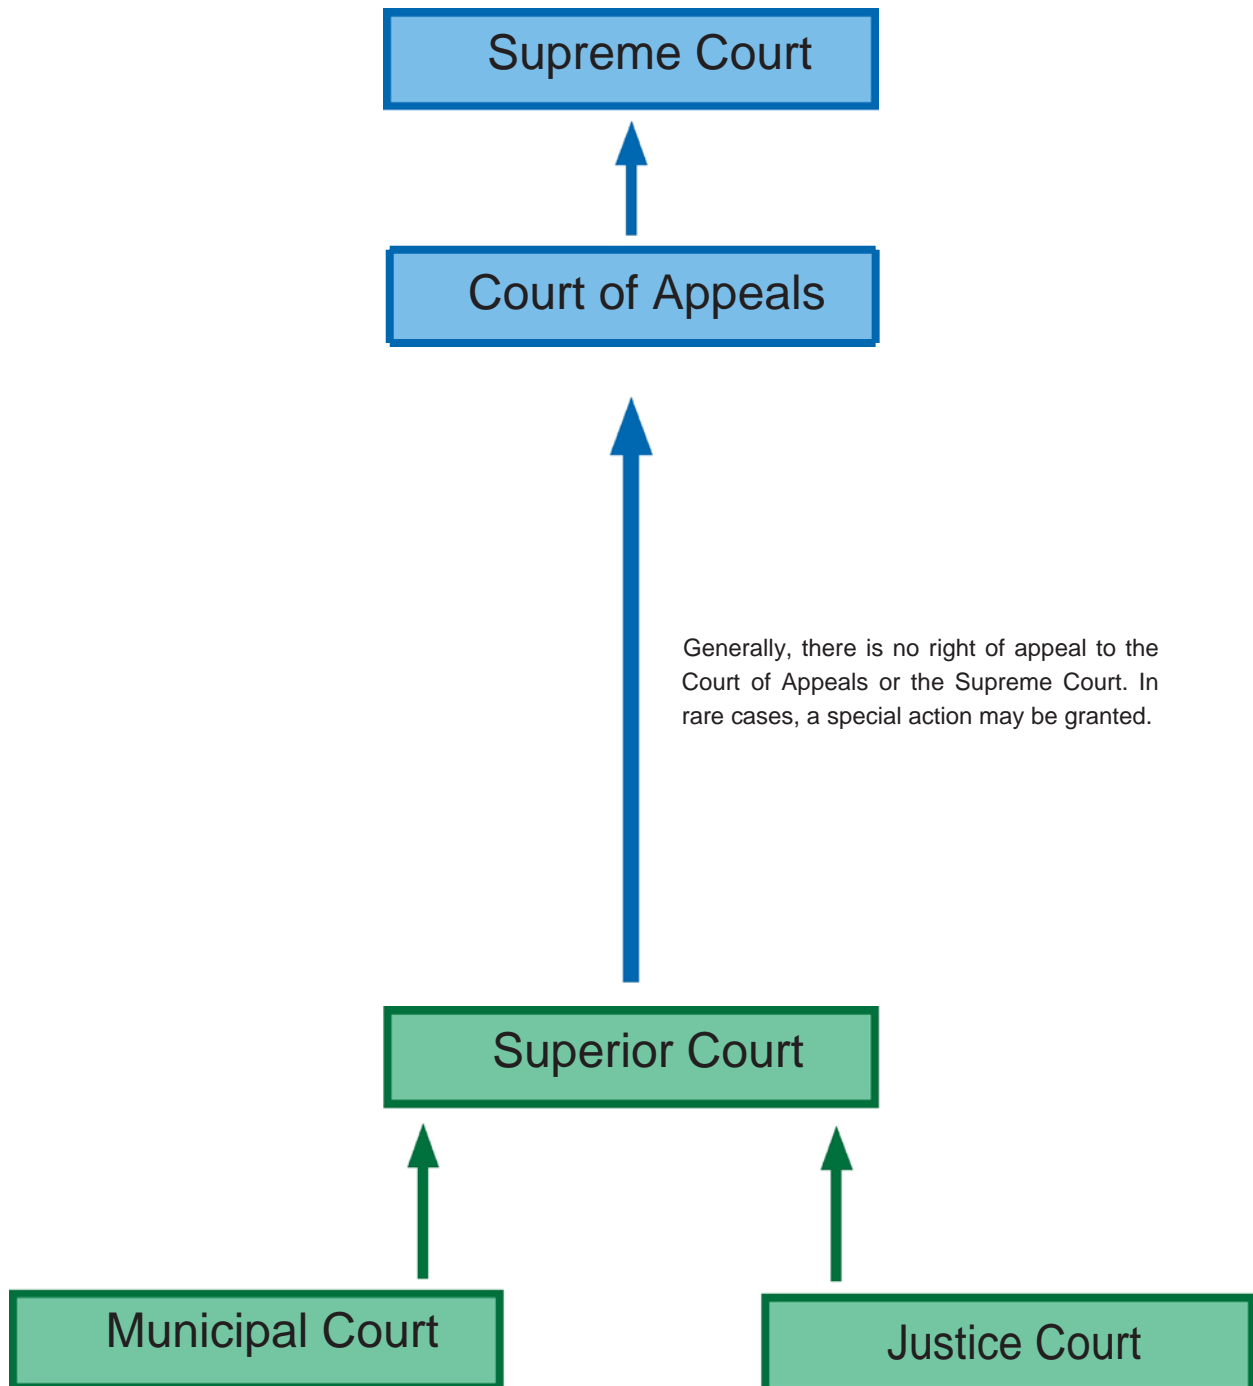 Supreme Court
Court of Appeals
Generally, there is no right of appeal to the
Court of Appeals or the Supreme Court. In
rare cases, a special action may be granted.
Superior Court
Municipal Court
Justice Court